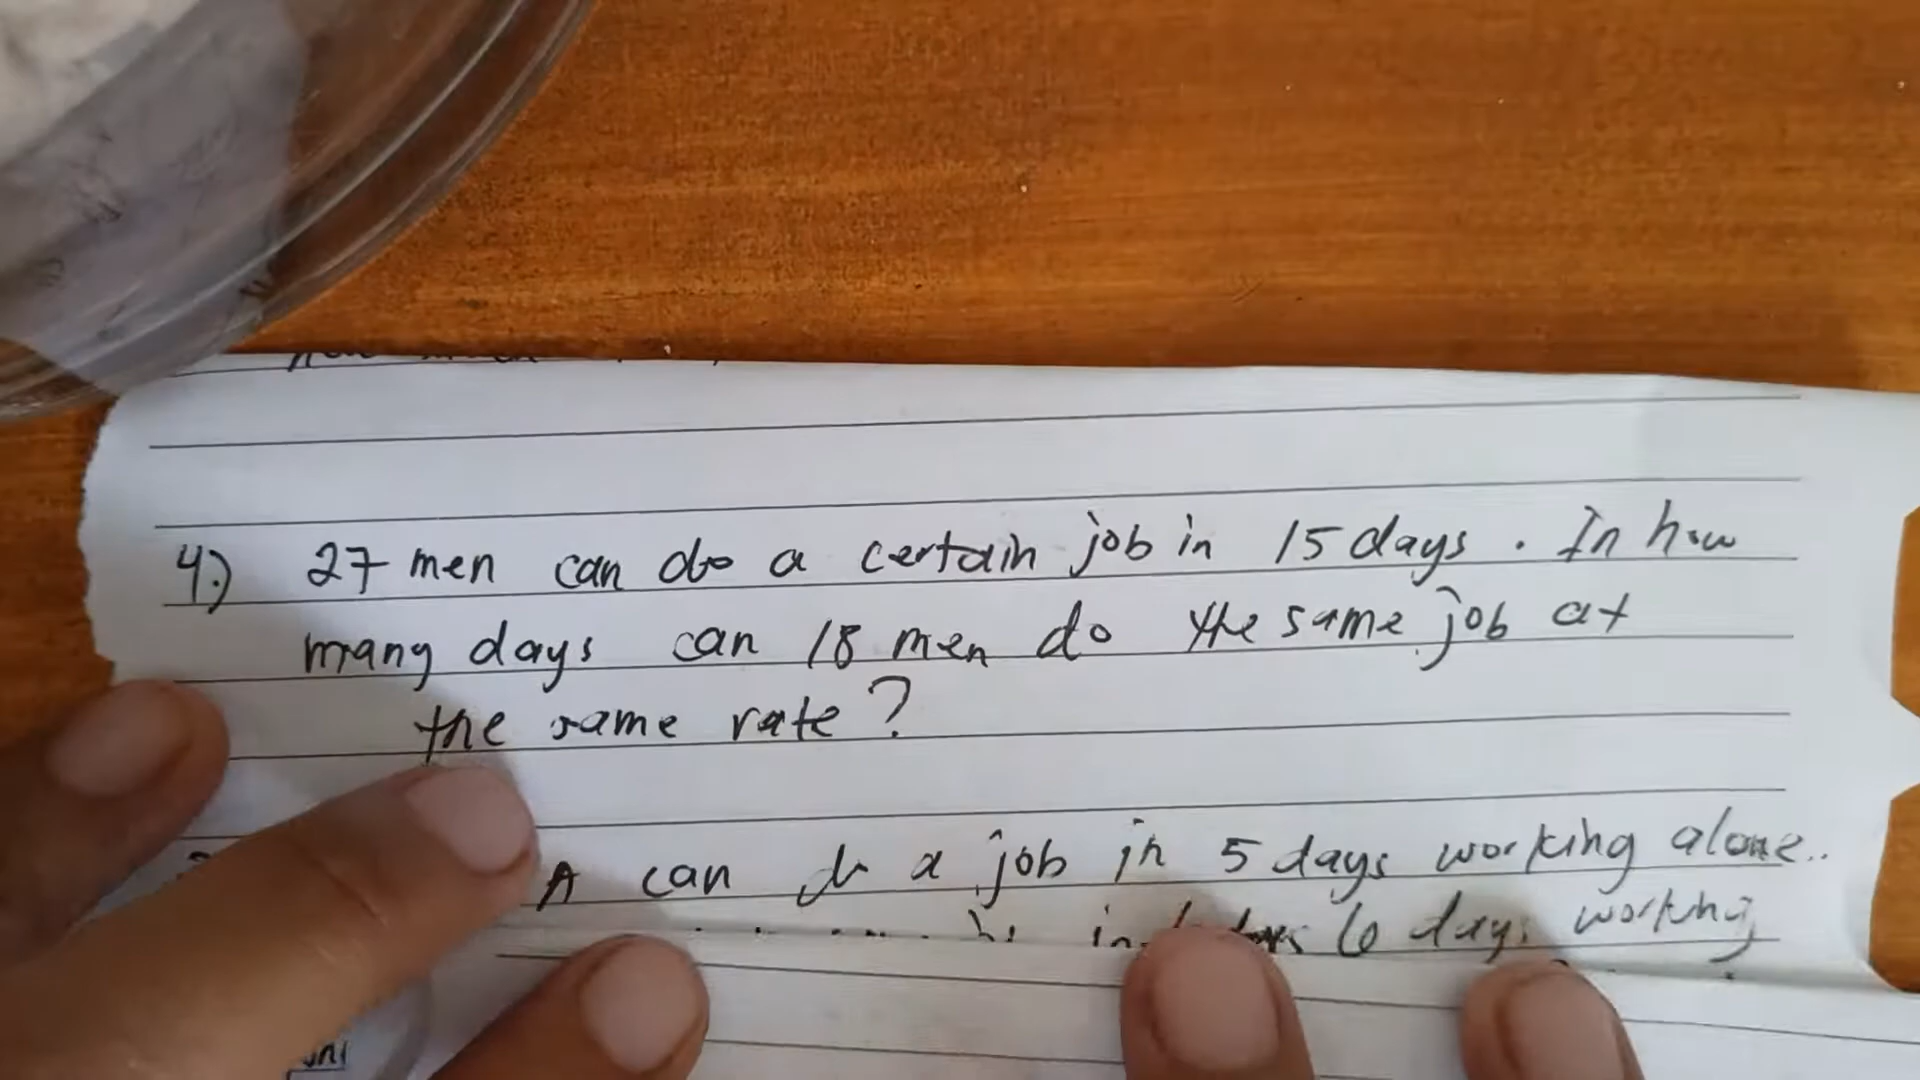 4.) 27 men can do a certain job in 15 days. In how
many days can 18 men do the same job at
the same rate?
A can do a job in 5 days working alone..
in 6 days working